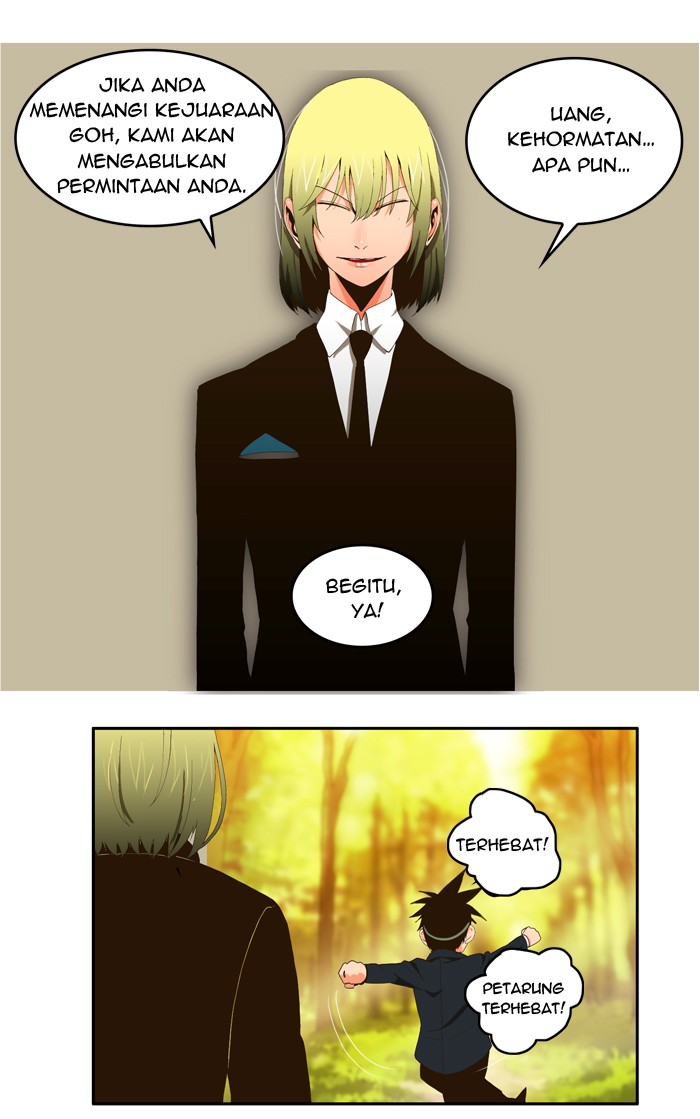 JIKA ANDA
MEMENANGI KEJUARAAN
GOH, KAMI AKAN
MENGABULKAN
PERMINTAAN ANDA.
UANG,
KEHORMATAN...
APA PUN...
BEGITU,
YA!
TERHEBAT!
PETARUNG
TERHEBAT!